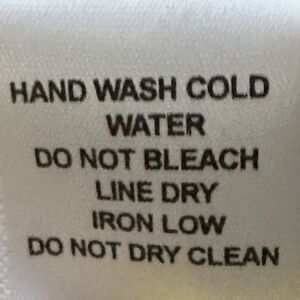 HAND WASH COLD
WATER
DO NOT BLEACH
LINE DRY
IRON LOW
DO NOT DRY CLEAN